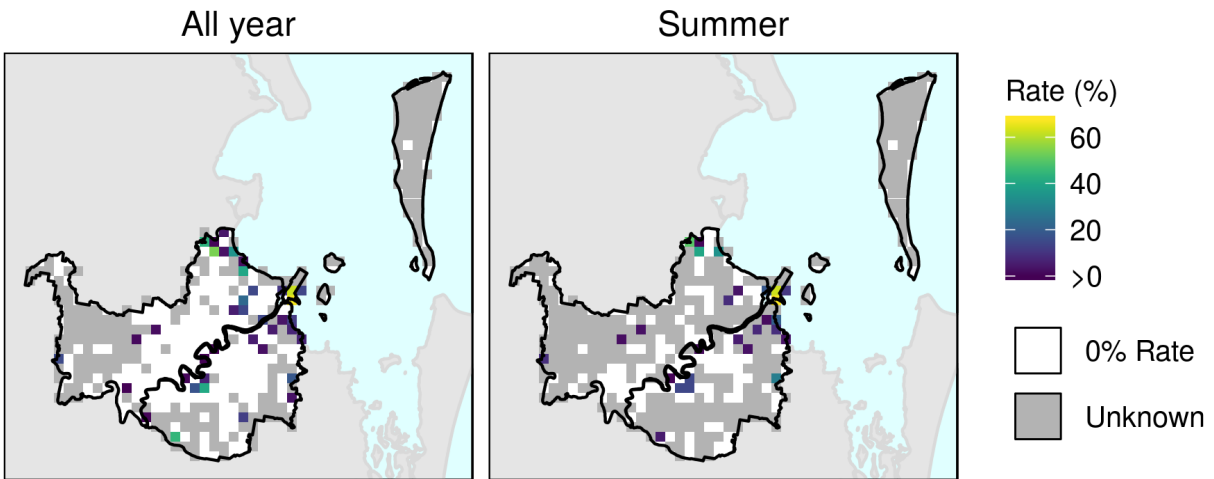 All year
Summer
Rate (%)
60
40
20
>0
0% Rate
Unknown